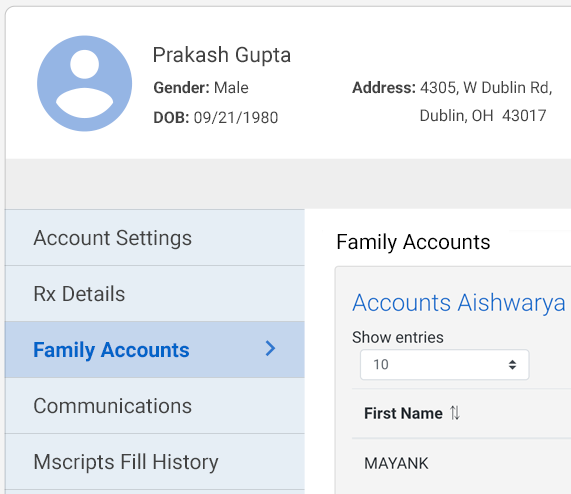 Prakash Gupta
Gender: Male
DOB: 09/21/1980
Address: 4305, W Dublin Rd,
Dublin, OH 43017
Account Settings
Rx Details
Family Accounts
Communications
Mscripts Fill History
Family Accounts
Accounts Aishwarya
Show entries
10
First Name
MAYANK